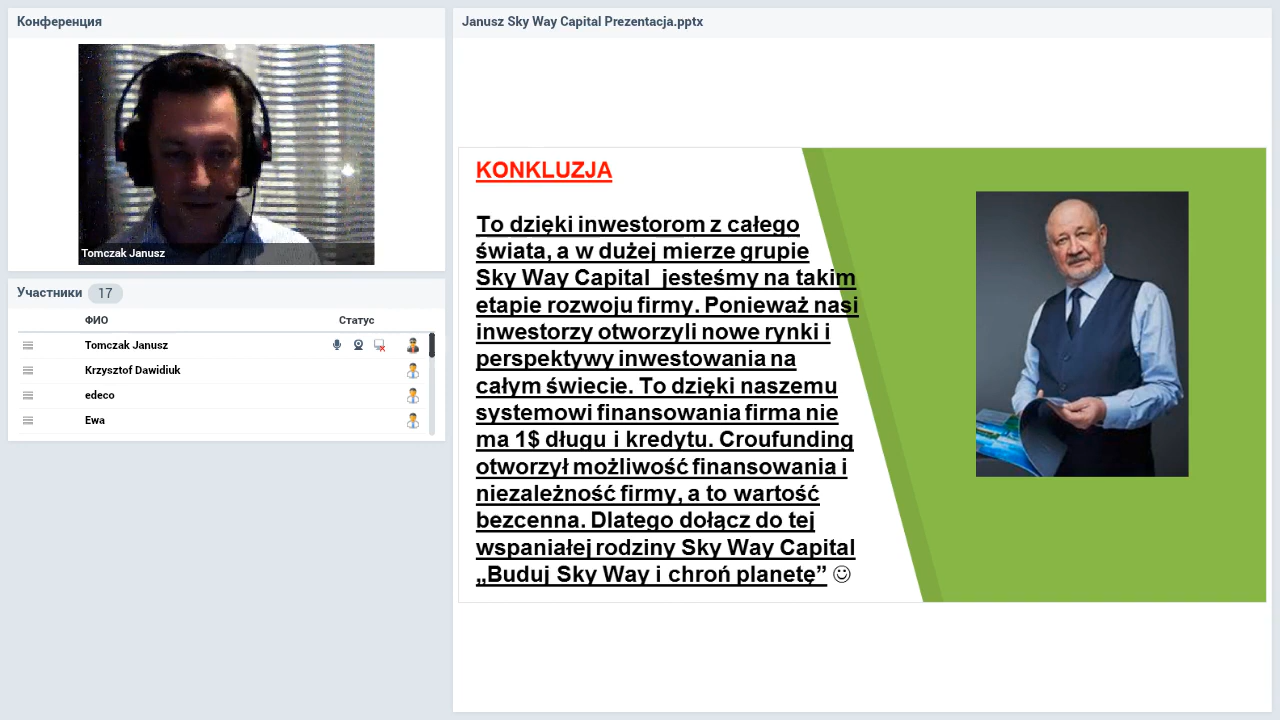 Конференция
Tomczak Janusz
Участники 17
ФИО Статус
Tomczak Janusz
Krzysztof Dawidiuk
edeco
Ewa
Janusz Sky Way Capital Prezentacja.pptx
KONKLUZJA
To dzięki inwestorom z całego
świata, a w dużej mierze grupie
Sky Way Capital jesteśmy na takim
etapie rozwoju firmy. Ponieważ nasi
inwestorzy otworzyli nowe rynki i
perspektywy inwestowania na
całym świecie. To dzięki naszemu
systemowi finansowania firma nie
ma 1$ długu i kredytu. Croufunding
otworzył możliwość finansowania i
niezależność firmy, a to wartość
bezcenna. Dlatego dołącz do tej
wspaniałej rodziny Sky Way Capital
„Buduj Sky Way i chroń planetę” ☺